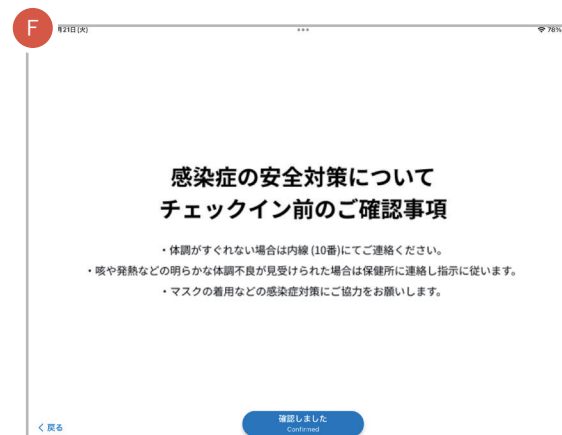 F
月21日(火)
78%
感染症の安全対策について
チェックイン前のご確認事項
・体調がすぐれない場合は内線(10番)にてご連絡ください。
・咳や発熱などの明らかな体調不良が見受けられた場合は保健所に連絡し指示に従います。
・マスクの着用などの感染症対策にご協力をお願いします。
戻る
確認しました
Confirmed